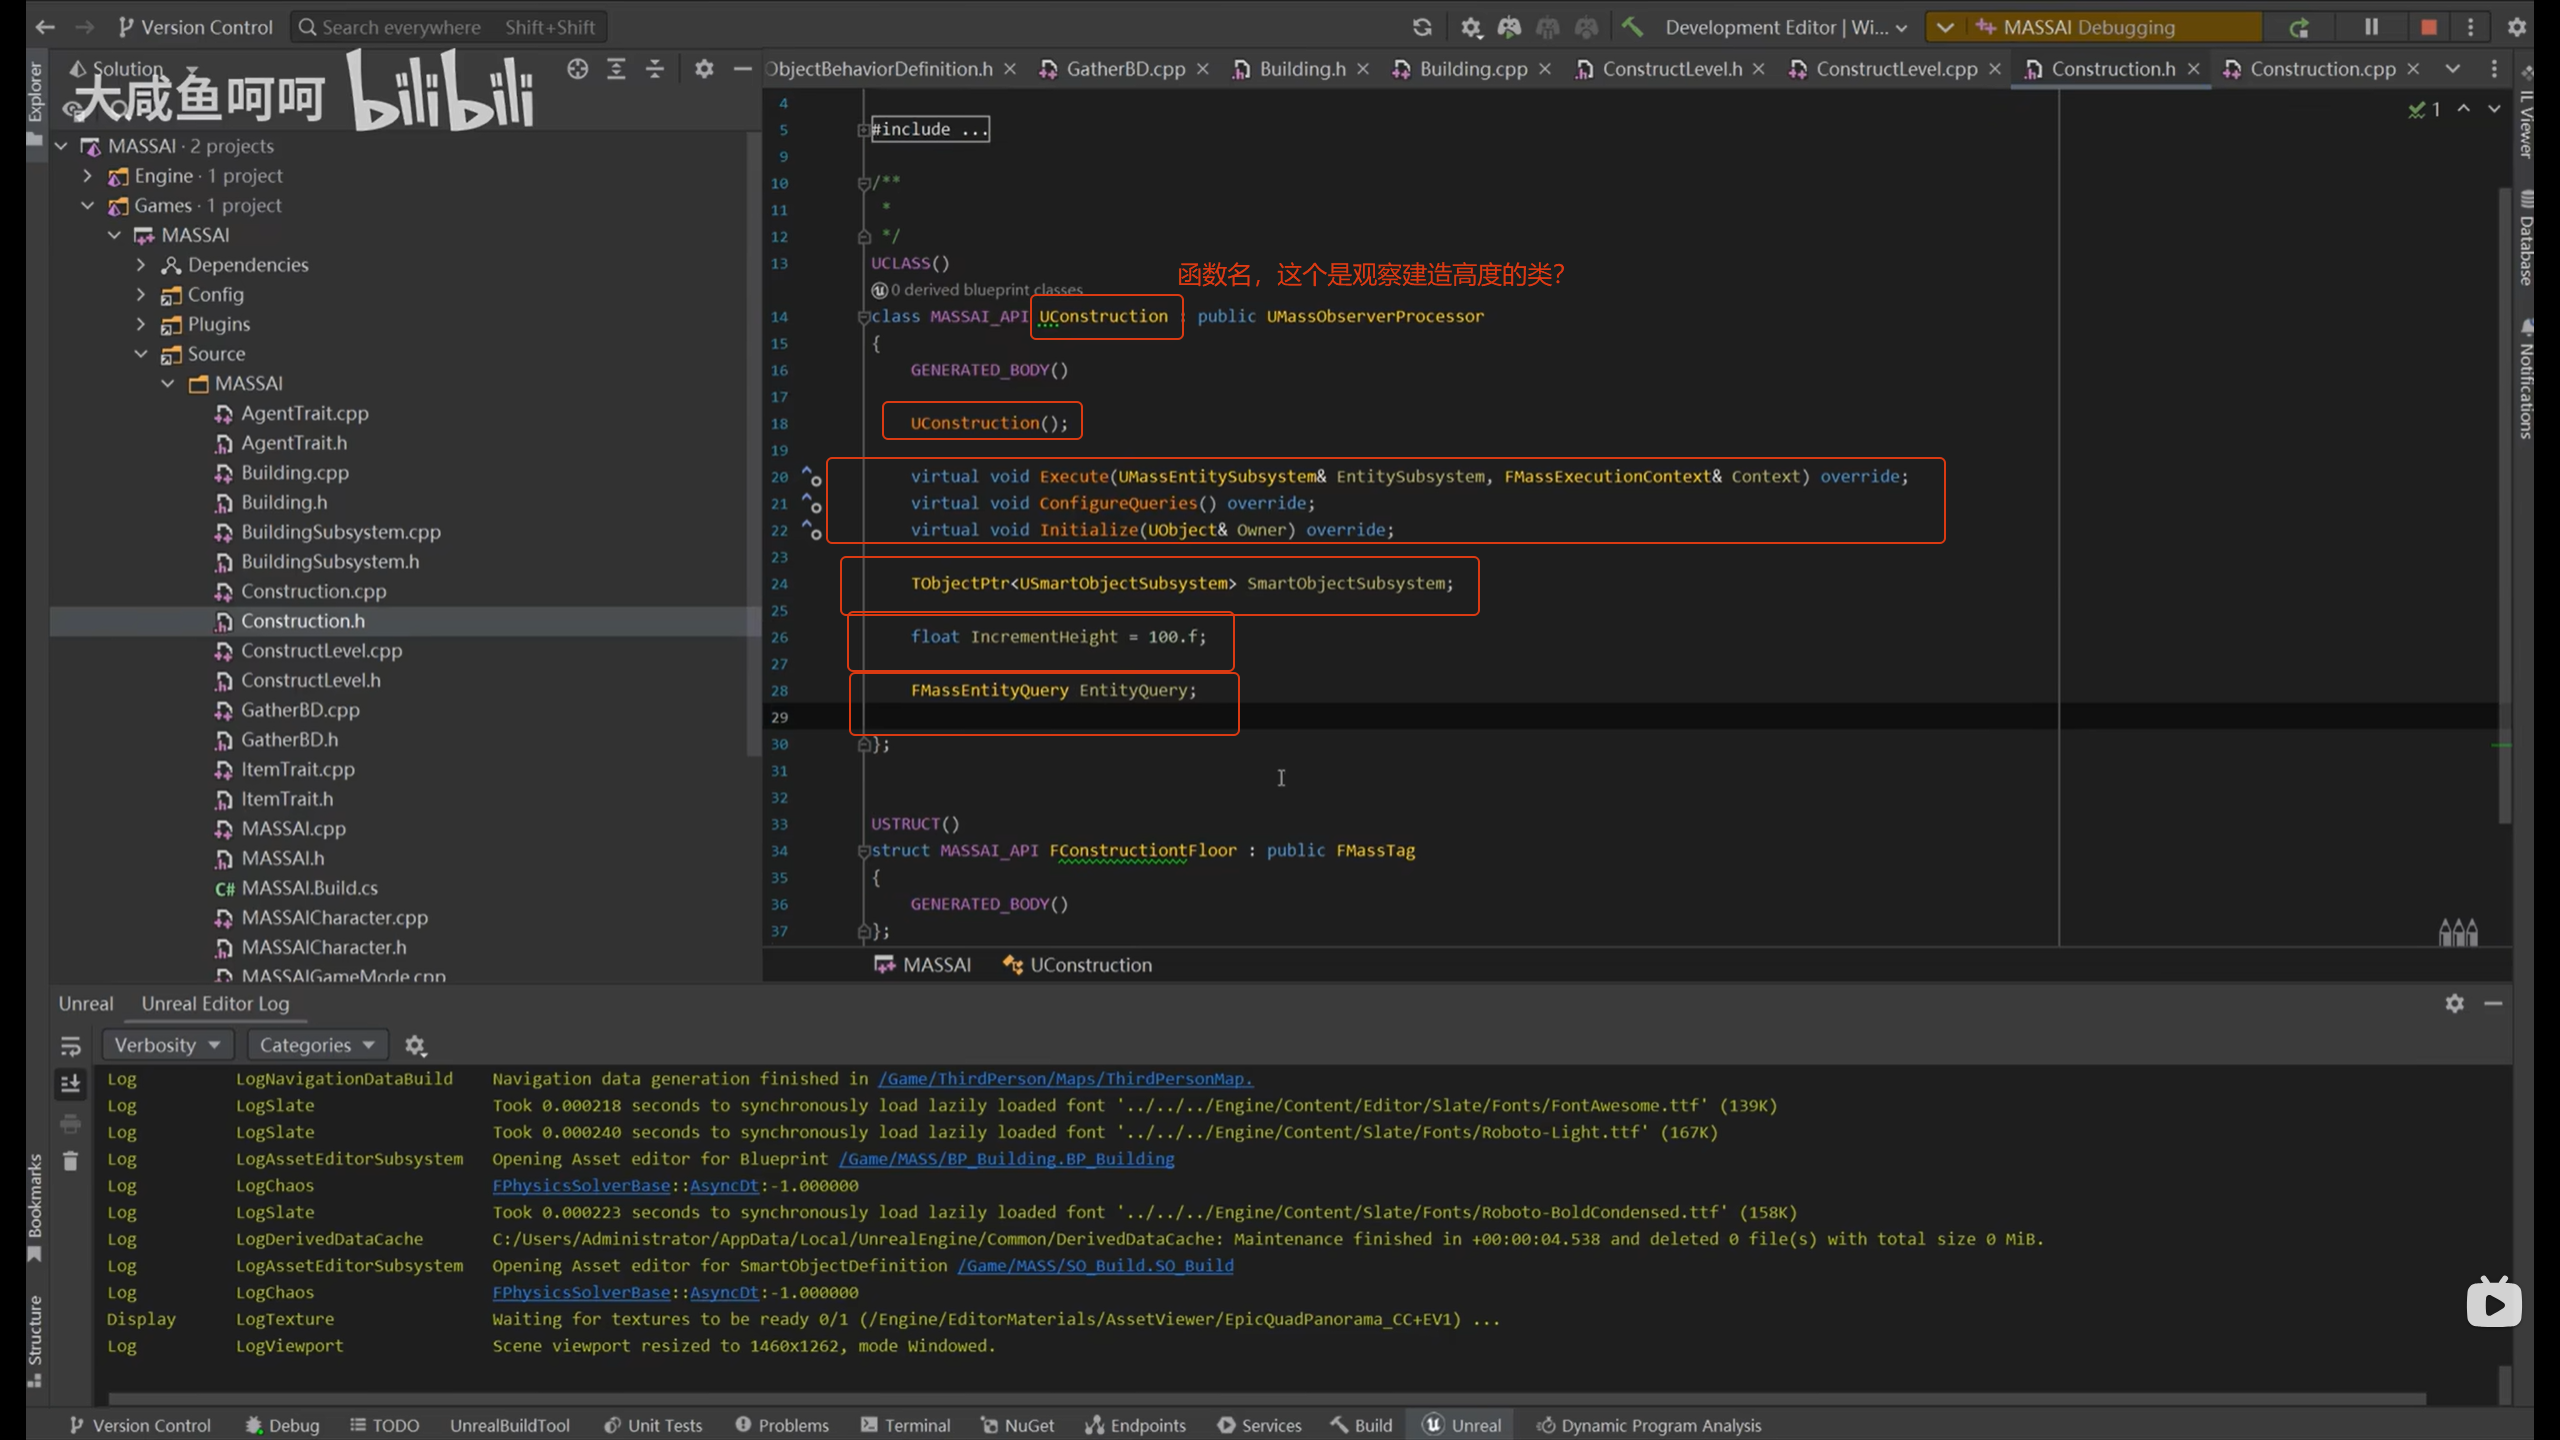 Version Control
Search everywhere Shift+Shift
Development Editor | Wi...
MASSAI Debugging
Explorer
Solution
大咸鱼呵呵 bilibili
ObjectBehaviorDefinition.h
GatherBD.cpp
Building.h
Building.cpp
ConstructLevel.h
ConstructLevel.cpp
Construction.h
Construction.cpp
MASSAI · 2 projects
Engine · 1 project
Games · 1 project
MASSAI
Dependencies
Config
Plugins
Source
MASSAI
AgentTrait.cpp
AgentTrait.h
Building.cpp
Building.h
BuildingSubsystem.cpp
BuildingSubsystem.h
Construction.cpp
Construction.h
ConstructLevel.cpp
ConstructLevel.h
GatherBD.cpp
GatherBD.h
ItemTrait.cpp
ItemTrait.h
MASSAI.cpp
MASSAI.h
C# MASSAI.Build.cs
MASSAICharacter.cpp
MASSAICharacter.h
MASSAIGameMode.cpp
1
4
5 #include ...
9
10 /**
11 *
12 */
13 UCLASS()
函数名，这个是观察建造高度的类?
0 derived blueprint classes
14 class MASSAI_API UConstruction : public UMassObserverProcessor
15 {
16 GENERATED_BODY()
17
18 UConstruction();
19
20 virtual void Execute(UMassEntitySubsystem& EntitySubsystem, FMassExecutionContext& Context) override;
21 virtual void ConfigureQueries() override;
22 virtual void Initialize(UObject& Owner) override;
23
24 TObjectPtr<USmartObjectSubsystem> SmartObjectSubsystem;
25
26 float IncrementHeight = 100.f;
27
28 FMassEntityQuery EntityQuery;
29
30 };
31
32
33 USTRUCT()
34 struct MASSAI_API FConstructiontFloor : public FMassTag
35 {
36 GENERATED_BODY()
37 };
MASSAI UConstruction
IL Viewer
Database
Notifications
Unreal Unreal Editor Log
Verbosity Categories
Log LogNavigationDataBuild Navigation data generation finished in /Game/ThirdPerson/Maps/ThirdPersonMap.
Log LogSlate Took 0.000218 seconds to synchronously load lazily loaded font '../../../Engine/Content/Editor/Slate/Fonts/FontAwesome.ttf' (139K)
Log LogSlate Took 0.000240 seconds to synchronously load lazily loaded font '../../../Engine/Content/Slate/Fonts/Roboto-Light.ttf' (167K)
Log LogAssetEditorSubsystem Opening Asset editor for Blueprint /Game/MASS/BP_Building.BP_Building
Log LogChaos FPhysicsSolverBase::AsyncDt:-1.000000
Log LogSlate Took 0.000223 seconds to synchronously load lazily loaded font '../../../Engine/Content/Slate/Fonts/Roboto-BoldCondensed.ttf' (158K)
Log LogDerivedDataCache C:/Users/Administrator/AppData/Local/UnrealEngine/Common/DerivedDataCache: Maintenance finished in +00:00:04.538 and deleted 0 file(s) with total size 0 MiB.
Log LogAssetEditorSubsystem Opening Asset editor for SmartObjectDefinition /Game/MASS/SO_Build.SO_Build
Log LogChaos FPhysicsSolverBase::AsyncDt:-1.000000
Display LogTexture Waiting for textures to be ready 0/1 (/Engine/EditorMaterials/AssetViewer/EpicQuadPanorama_CC+EV1) ...
Log LogViewport Scene viewport resized to 1460x1262, mode Windowed.
Bookmarks
Structure
Version Control Debug TODO UnrealBuildTool Unit Tests Problems Terminal NuGet Endpoints Services Build Unreal Dynamic Program Analysis